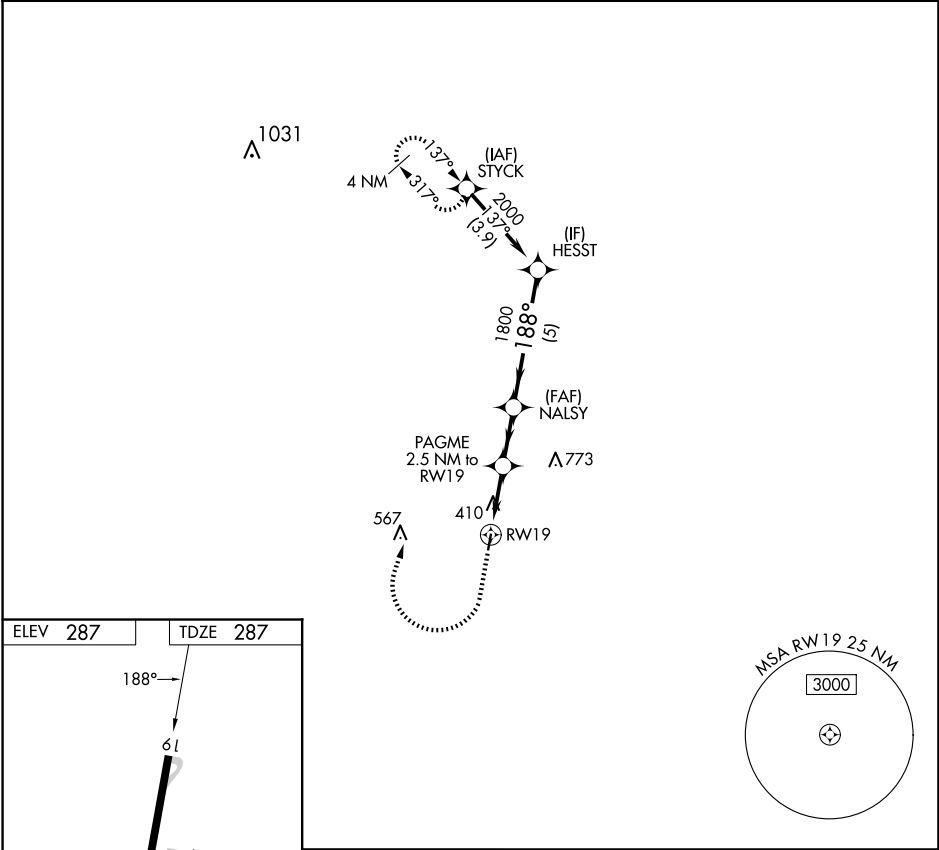 1031
(IAF)
STYCK
137°
4 NM
317°
2000
137°
(3.9)
(IF)
HESST
1800
188°
(5)
(FAF)
NALSY
PAGME
2.5 NM to
RW19
773
410
567
RW19
ELEV 287
TDZE 287
188°
19
MSA RW19 25 NM
3000